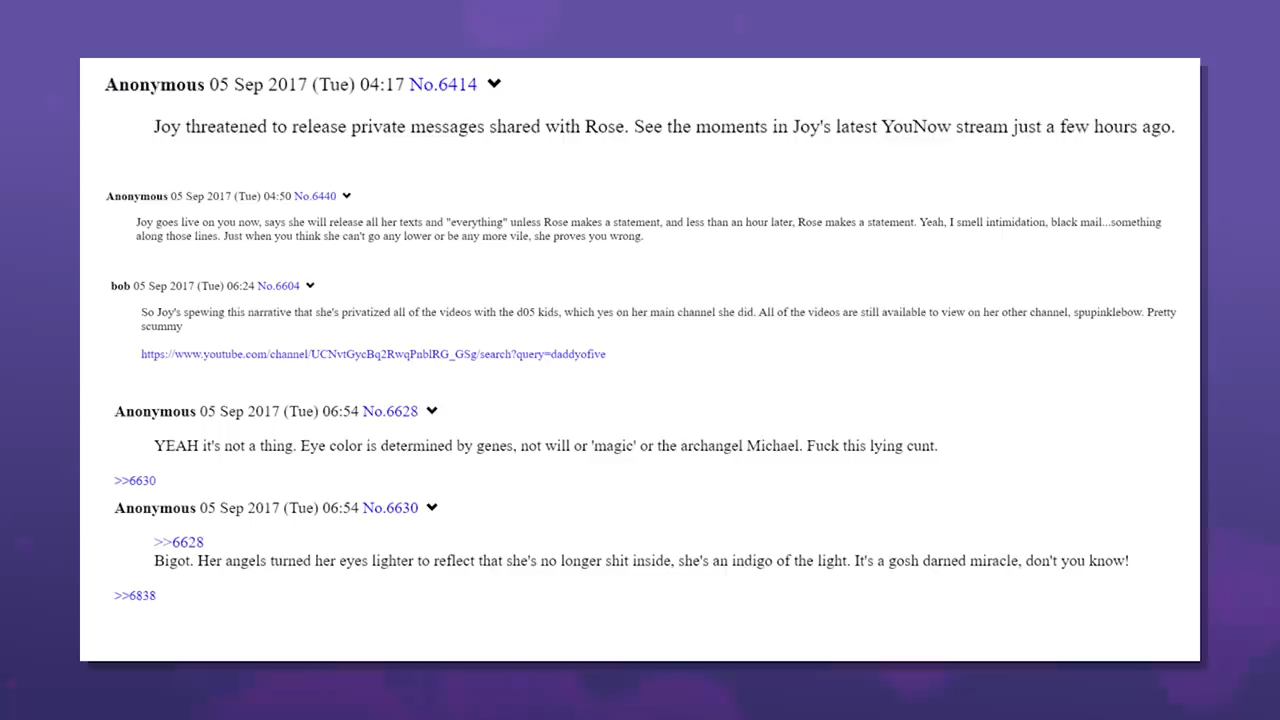 Anonymous 05 Sep 2017 (Tue) 04:17 No.6414
Joy threatened to release private messages shared with Rose. See the moments in Joy's latest YouNow stream just a few hours ago.
Anonymous 05 Sep 2017 (Tue) 04:50 No.6440
Joy goes live on you now, says she will release all her texts and "everything" unless Rose makes a statement, and less than an hour later, Rose makes a statement. Yeah, I smell intimidation, black mail...something
along those lines. Just when you think she can't go any lower or be any more vile, she proves you wrong.
bob 05 Sep 2017 (Tue) 06:24 No.6604
So Joy's spewing this narrative that she's privatized all of the videos with the d05 kids, which yes on her main channel she did. All of the videos are still available to view on her other channel, spupinklebow. Pretty
scummy
https://www.youtube.com/channel/UCNvtGycBq2RwqPnblRG_GSg/search?query=daddyofive
Anonymous 05 Sep 2017 (Tue) 06:54 No.6628
YEAH it's not a thing. Eye color is determined by genes, not will or 'magic' or the archangel Michael. Fuck this lying cunt.
>>6630
Anonymous 05 Sep 2017 (Tue) 06:54 No.6630
>>6628
Bigot. Her angels turned her eyes lighter to reflect that she's no longer shit inside, she's an indigo of the light. It's a gosh darned miracle, don't you know!
>>6838